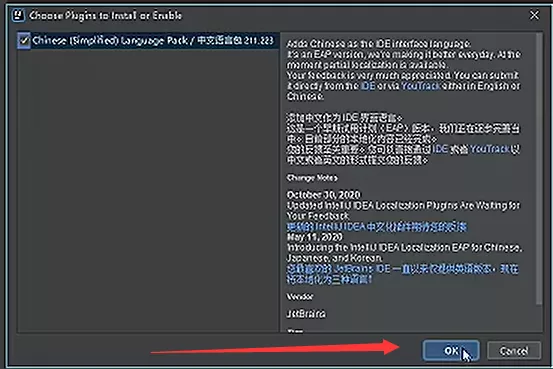 Choose Plugins to Install or Enable
Chinese (Simplified) Language Pack / 中文语言包 211.223
Adds Chinese as the IDE interface language.
It's an EAP version, we're making it better everyday. At the
moment partial localization is available.
Your feedback is very much appreciated. You can submit
it directly from the IDE or via YouTrack either in English or
Chinese.
添加中文作为 IDE 界面语言。
这是一个早期试用计划（EAP）版本，我们正在逐步完善当
中。目前部分的本地化内容已经完成。
您的反馈至关重要。您可以直接通过 IDE 或者 YouTrack 以
中文或者英文的形式提交您的反馈。
Change Notes
October 30, 2020
Updated IntelliJ IDEA Localization Plugins Are Waiting for
Your Feedback
更新的 IntelliJ IDEA 中文化插件期待您的反馈
May 11, 2020
Introducing the IntelliJ IDEA Localization EAP for Chinese,
Japanese, and Korean.
您最喜欢的 JetBrains IDE 一直以来仅提供英语版本，现在
将本地化为三种语言！
Vendor
JetBrains
OK
Cancel